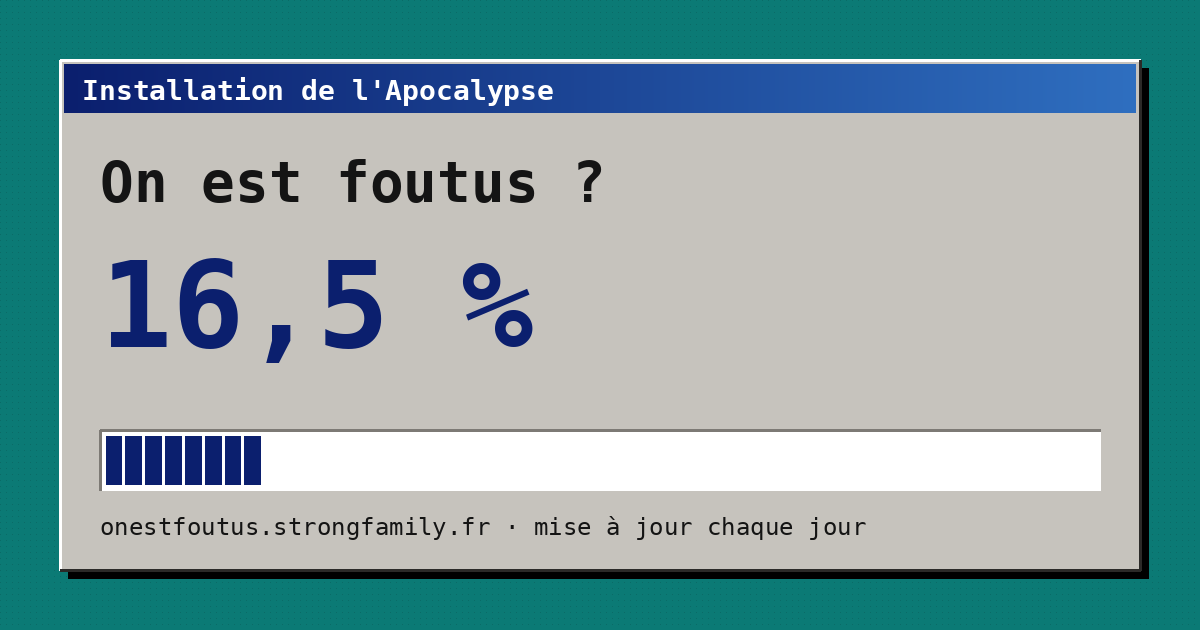 Installation de l'Apocalypse
On est foutus ?
16,5 %
onestfoutus.strongfamily.fr · mise à jour chaque jour